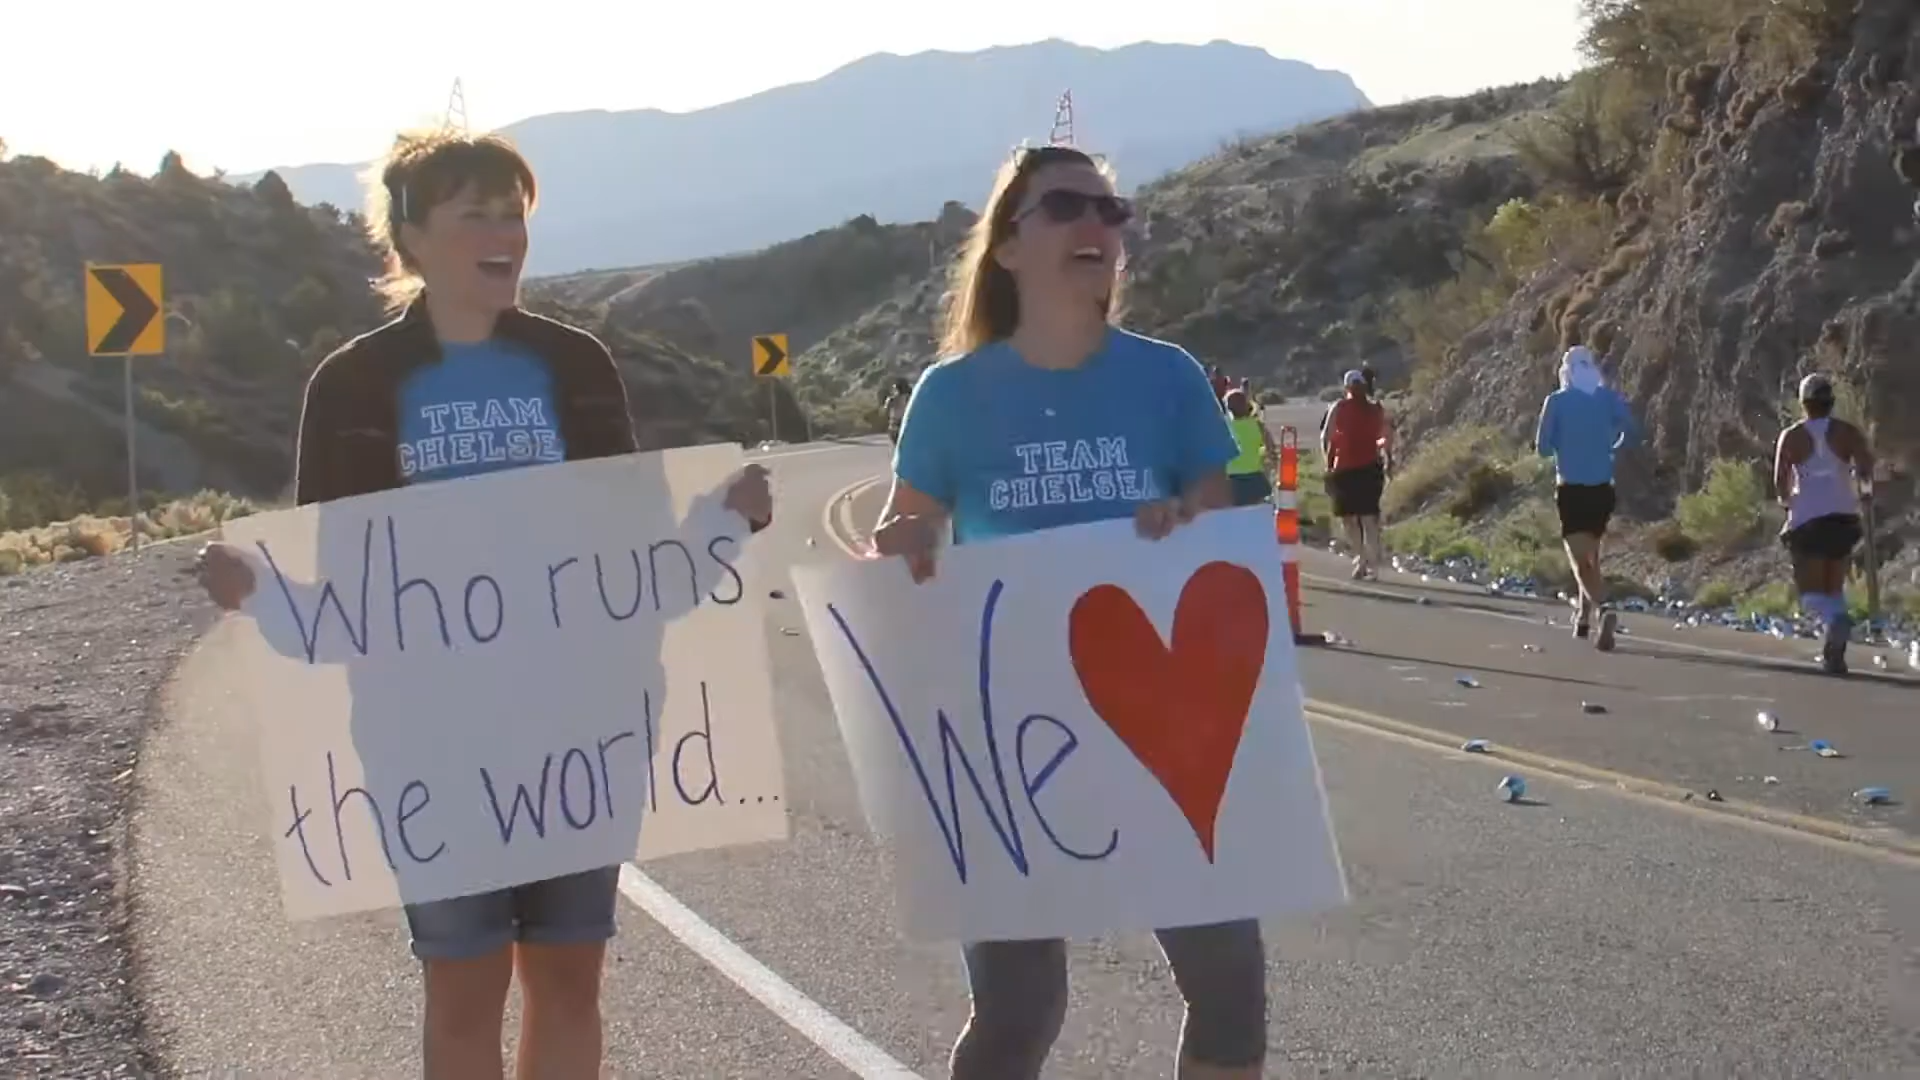 TEAM
CHELSE
TEAM
CHELSEA
Who runs
the world...
We